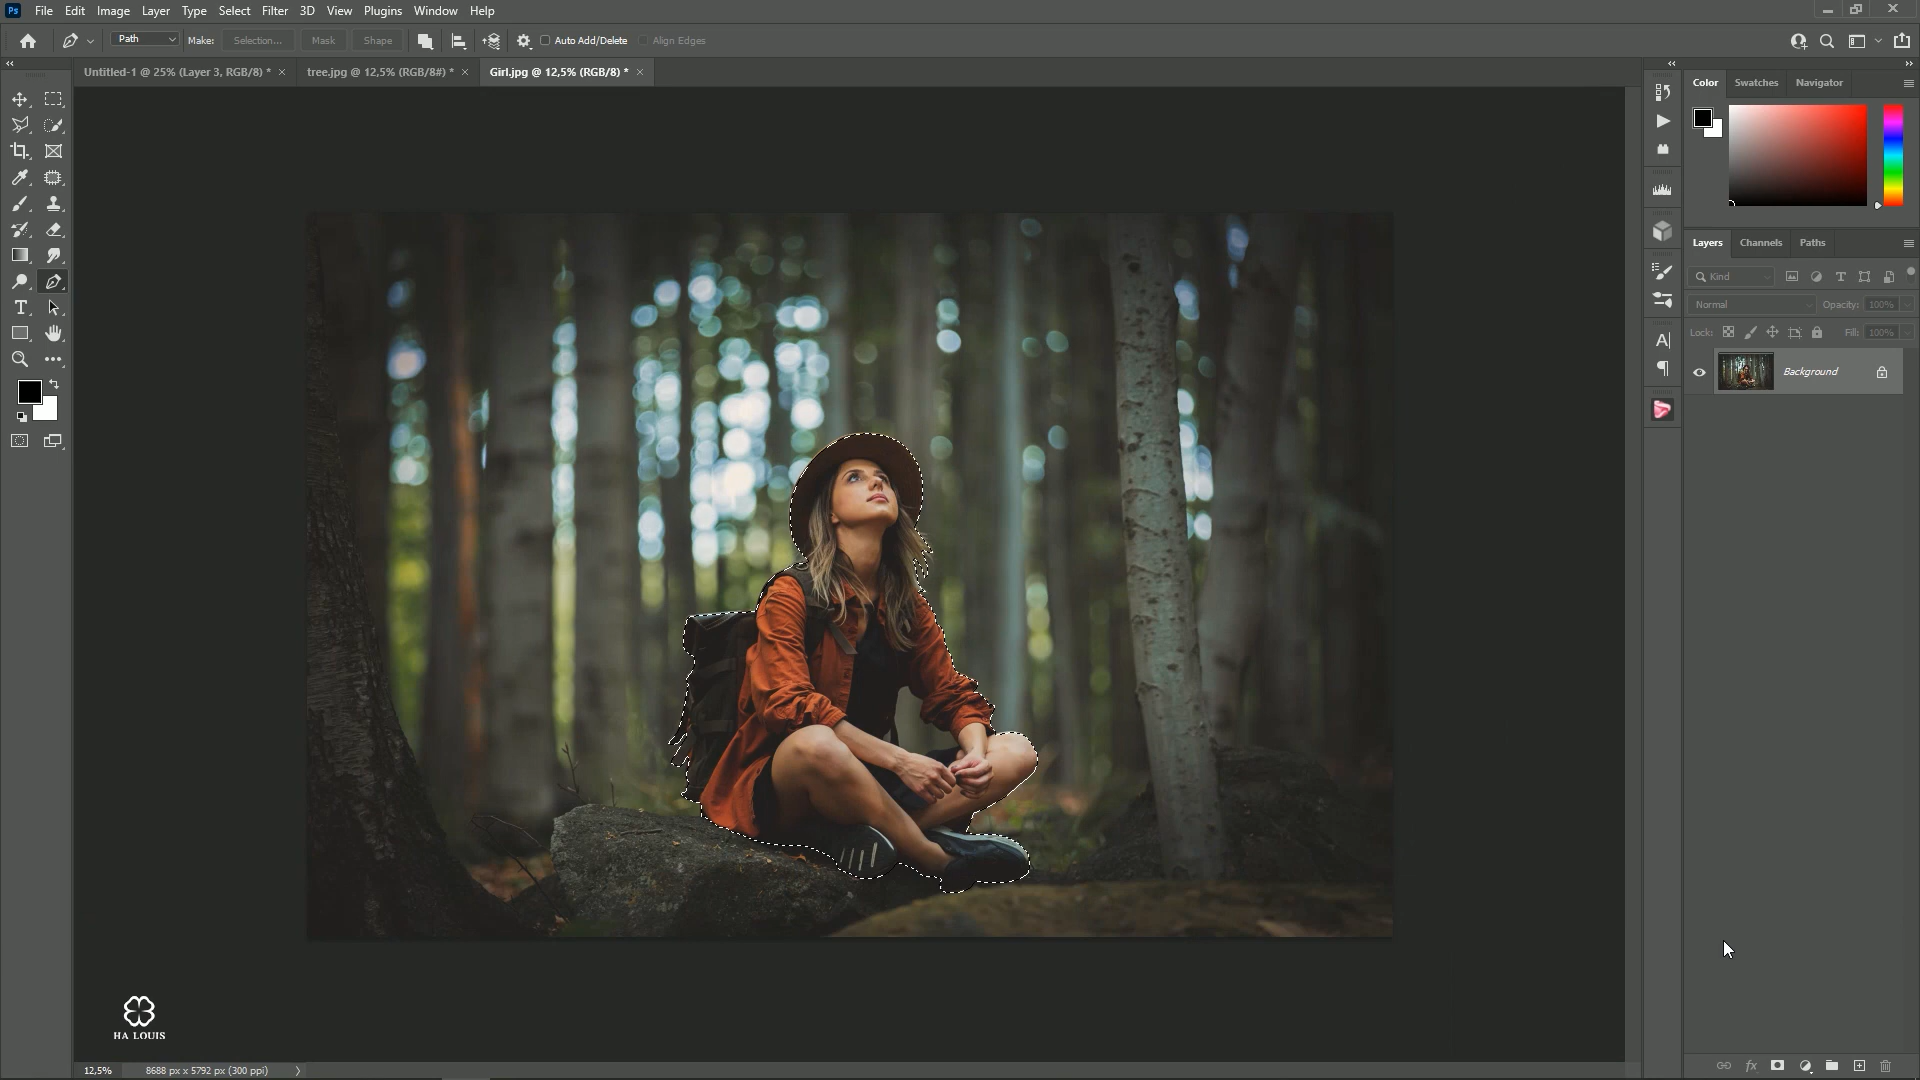 Ps File Edit Image Layer Type Select Filter 3D View Plugins Window Help
Path Make: Selection... Mask Shape Auto Add/Delete Align Edges
Untitled-1 @ 25% (Layer 3, RGB/8) * tree.jpg @ 12,5% (RGB/8#) * Girl.jpg @ 12,5% (RGB/8) *
Color Swatches Navigator
Layers Channels Paths
Kind
Normal Opacity: 100%
Lock: Fill: 100%
Background
HA LOUIS
12,5% 8688 px x 5792 px (300 ppi)